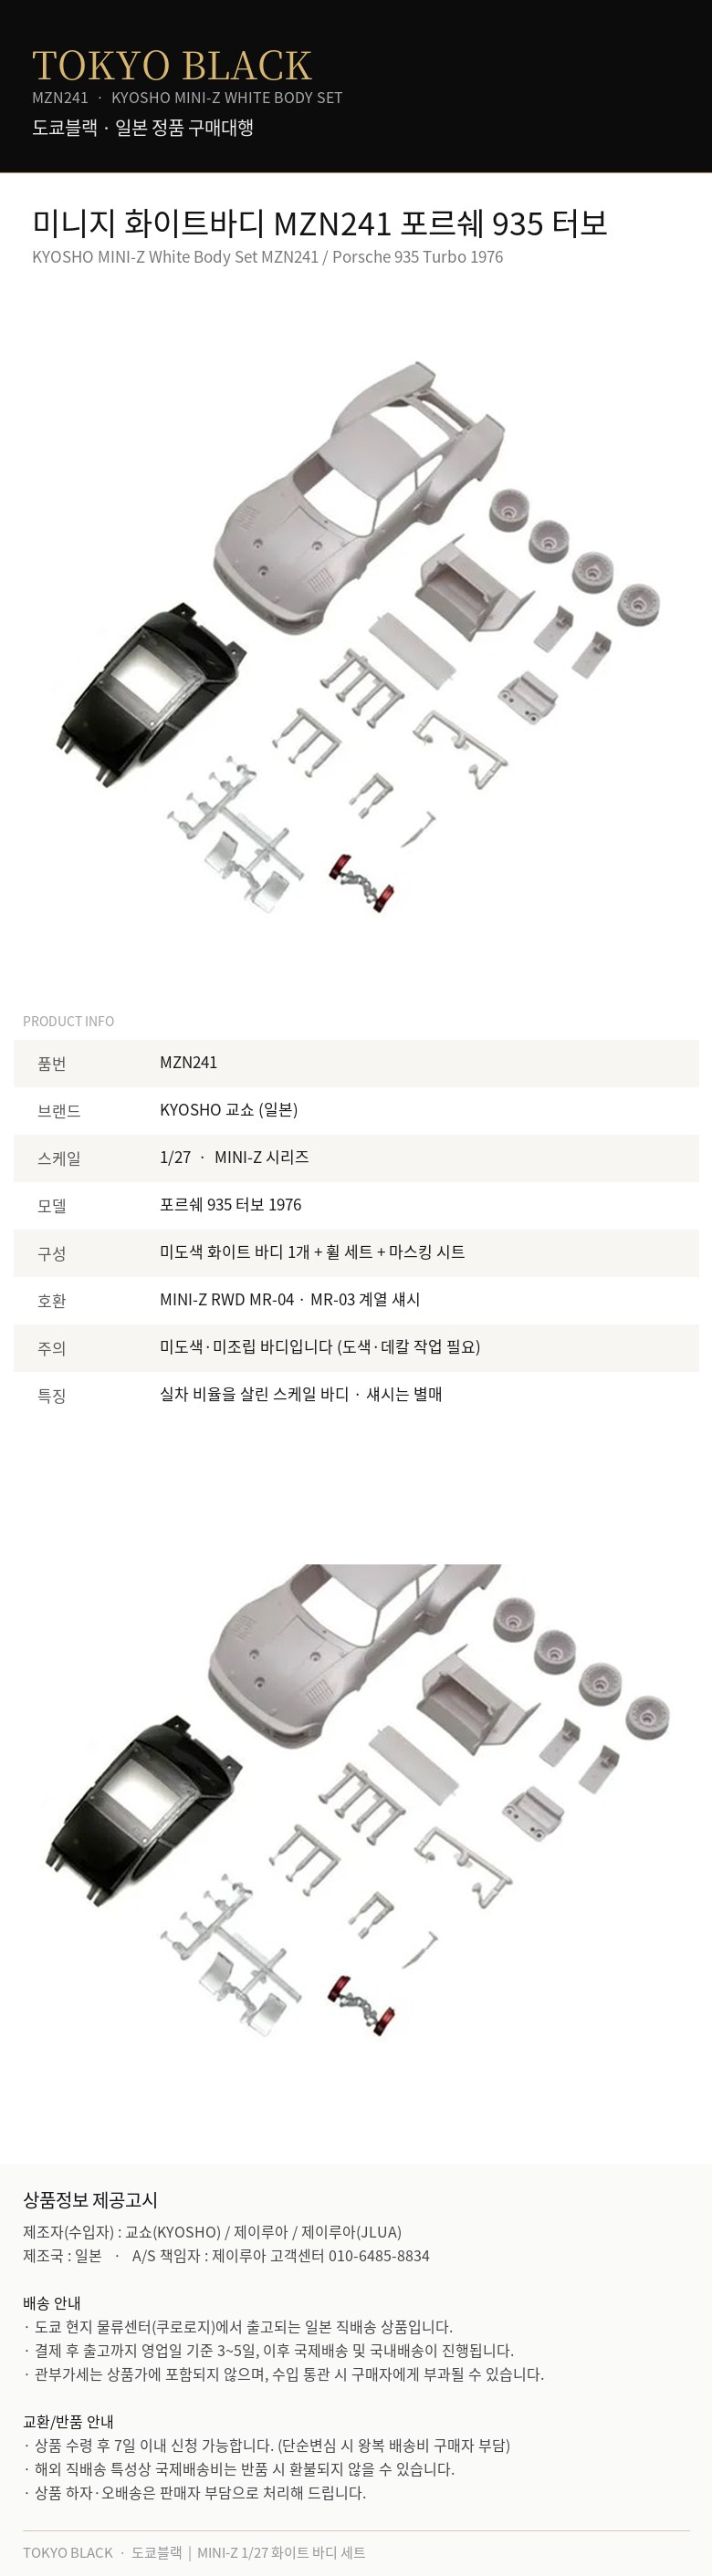 TOKYO BLACK
MZN241 · KYOSHO MINI-Z WHITE BODY SET
도쿄블랙 · 일본 정품 구매대행
미니지 화이트바디 MZN241 포르쉐 935 터보
KYOSHO MINI-Z White Body Set MZN241 / Porsche 935 Turbo 1976
PRODUCT INFO
품번 MZN241
브랜드 KYOSHO 교쇼 (일본)
스케일 1/27 · MINI-Z 시리즈
모델 포르쉐 935 터보 1976
구성 미도색 화이트 바디 1개 + 휠 세트 + 마스킹 시트
호환 MINI-Z RWD MR-04 · MR-03 계열 섀시
주의 미도색·미조립 바디입니다 (도색·데칼 작업 필요)
특징 실차 비율을 살린 스케일 바디 · 섀시는 별매
상품정보 제공고시
제조자(수입자) : 교쇼(KYOSHO) / 제이루아 / 제이루아(JLUA)
제조국 : 일본 · A/S 책임자 : 제이루아 고객센터 010-6485-8834
배송 안내
· 도쿄 현지 물류센터(쿠로로지)에서 출고되는 일본 직배송 상품입니다.
· 결제 후 출고까지 영업일 기준 3~5일, 이후 국제배송 및 국내배송이 진행됩니다.
· 관부가세는 상품가에 포함되지 않으며, 수입 통관 시 구매자에게 부과될 수 있습니다.
교환/반품 안내
· 상품 수령 후 7일 이내 신청 가능합니다. (단순변심 시 왕복 배송비 구매자 부담)
· 해외 직배송 특성상 국제배송비는 반품 시 환불되지 않을 수 있습니다.
· 상품 하자·오배송은 판매자 부담으로 처리해 드립니다.
TOKYO BLACK · 도쿄블랙 | MINI-Z 1/27 화이트 바디 세트